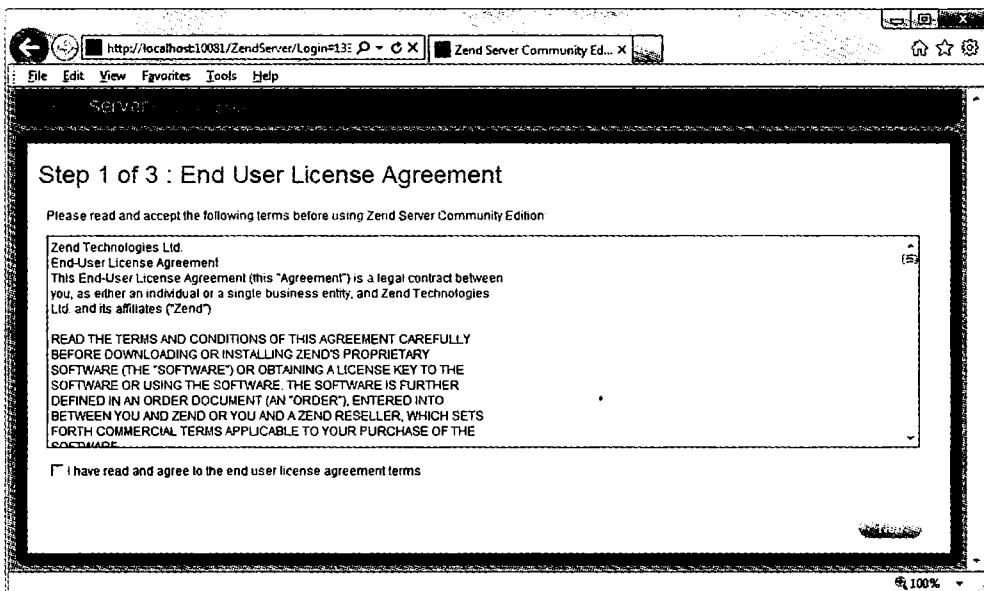 http://localhost:10081/ZendServer/Login=133
Zend Server Community Ed... X
File Edit View Favorites Tools Help
Server
Step 1 of 3 : End User License Agreement
Please read and accept the following terms before using Zend Server Community Edition
Zend Technologies Ltd.
End-User License Agreement
This End-User License Agreement (this "Agreement") is a legal contract between
you, as either an individual or a single business entity, and Zend Technologies
Ltd. and its affiliates ("Zend")
READ THE TERMS AND CONDITIONS OF THIS AGREEMENT CAREFULLY
BEFORE DOWNLOADING OR INSTALLING ZEND'S PROPRIETARY
SOFTWARE (THE "SOFTWARE") OR OBTAINING A LICENSE KEY TO THE
SOFTWARE OR USING THE SOFTWARE. THE SOFTWARE IS FURTHER
DEFINED IN AN ORDER DOCUMENT (AN "ORDER"), ENTERED INTO
BETWEEN YOU AND ZEND OR YOU AND A ZEND RESELLER, WHICH SETS
FORTH COMMERCIAL TERMS APPLICABLE TO YOUR PURCHASE OF THE
SOFTWARE
I have read and agree to the end user license agreement terms
100%